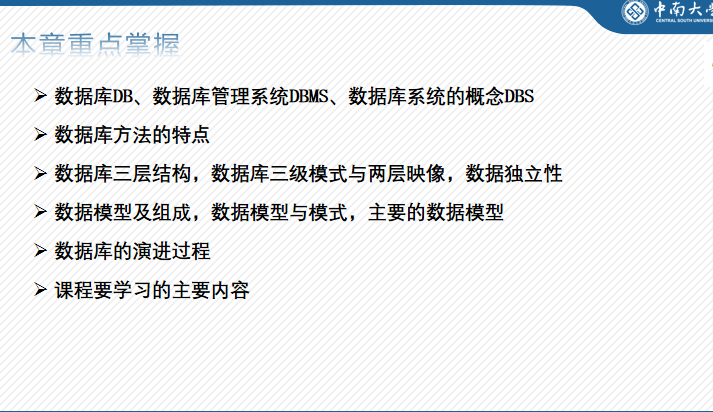 中南大学
CENTRAL SOUTH UNIVERS
本章重点掌握
➢ 数据库DB、数据库管理系统DBMS、数据库系统的概念DBS
➢ 数据库方法的特点
➢ 数据库三层结构，数据库三级模式与两层映像，数据独立性
➢ 数据模型及组成，数据模型与模式，主要的数据模型
➢ 数据库的演进过程
➢ 课程要学习的主要内容